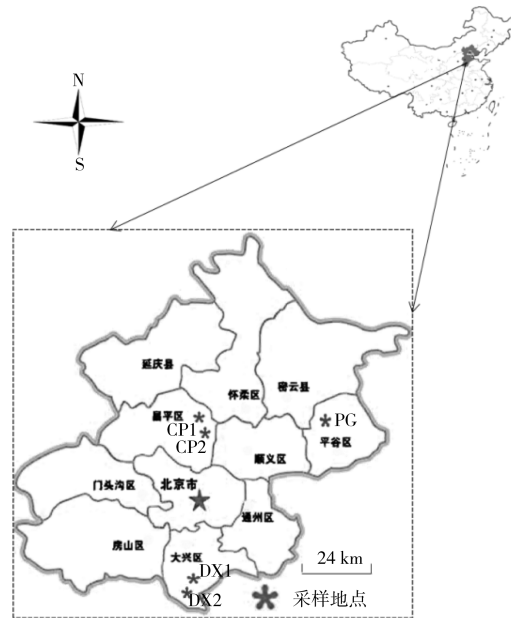 N
S
延庆县
怀柔区
密云县
昌平区
CP1
CP2
PG
平谷区
顺义区
门头沟区
北京市
通州区
房山区
大兴区
DX1
DX2
24 km
采样地点